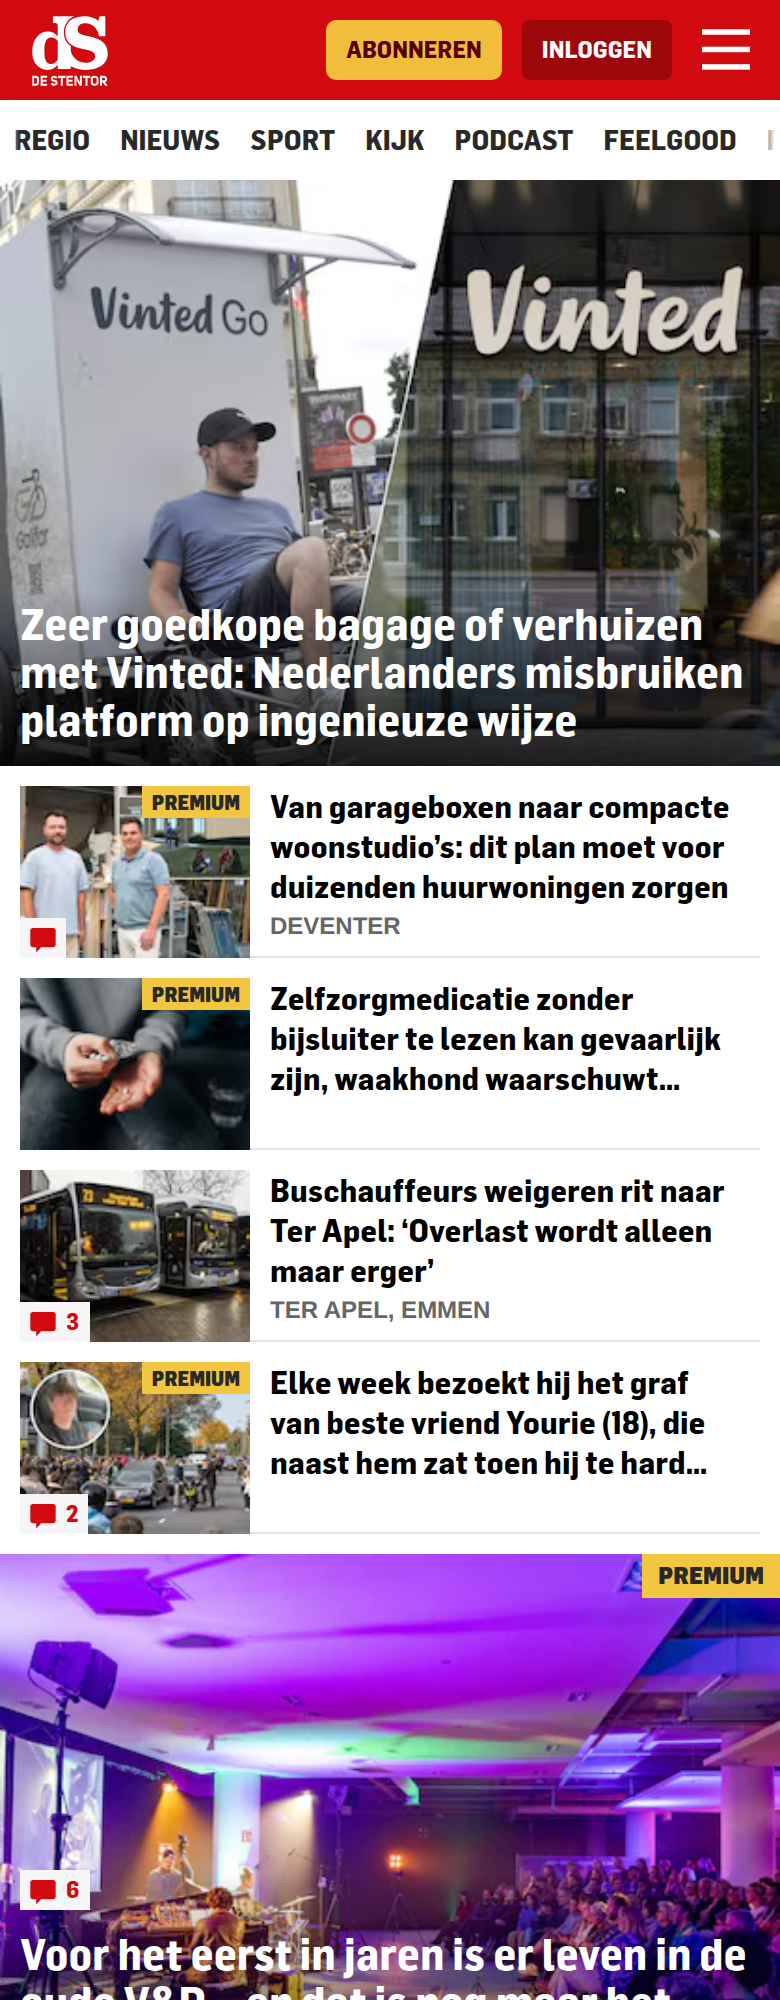 dS
DE STENTOR
ABONNEREN
INLOGGEN
REGIO NIEUWS SPORT KIJK PODCAST FEELGOOD
Vinted Go
Vinted
Zeer goedkope bagage of verhuizen
met Vinted: Nederlanders misbruiken
platform op ingenieuze wijze
PREMIUM
Van garageboxen naar compacte
woonstudio’s: dit plan moet voor
duizenden huurwoningen zorgen
DEVENTER
PREMIUM
Zelfzorgmedicatie zonder
bijsluiter te lezen kan gevaarlijk
zijn, waakhond waarschuwt...
73
3
Buschauffeurs weigeren rit naar
Ter Apel: ‘Overlast wordt alleen
maar erger’
TER APEL, EMMEN
PREMIUM
2
Elke week bezoekt hij het graf
van beste vriend Yourie (18), die
naast hem zat toen hij te hard...
PREMIUM
6
Voor het eerst in jaren is er leven in de